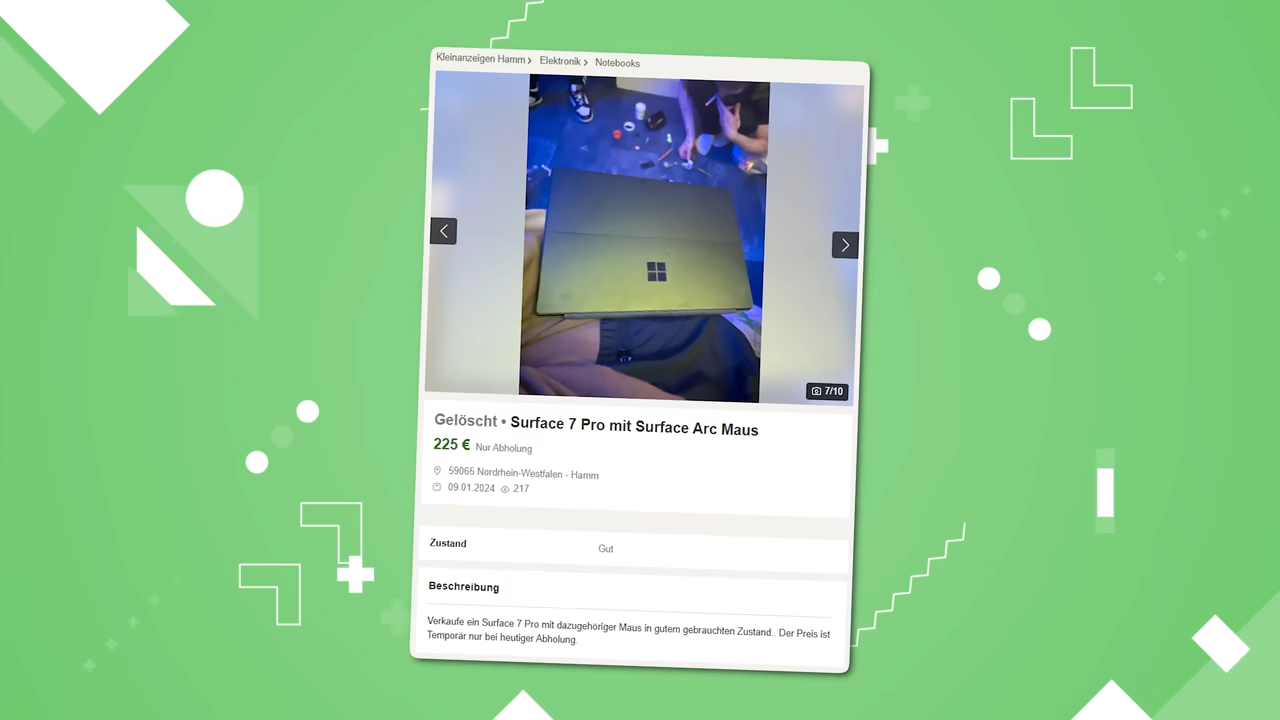 Kleinanzeigen Hamm › Elektronik › Notebooks
7/10
Gelöscht • Surface 7 Pro mit Surface Arc Maus
225 € Nur Abholung
59065 Nordrhein-Westfalen - Hamm
09.01.2024 217
Zustand Gut
Beschreibung
Verkaufe ein Surface 7 Pro mit dazugehöriger Maus in gutem gebrauchten Zustand.. Der Preis ist
Temporär nur bei heutiger Abholung.